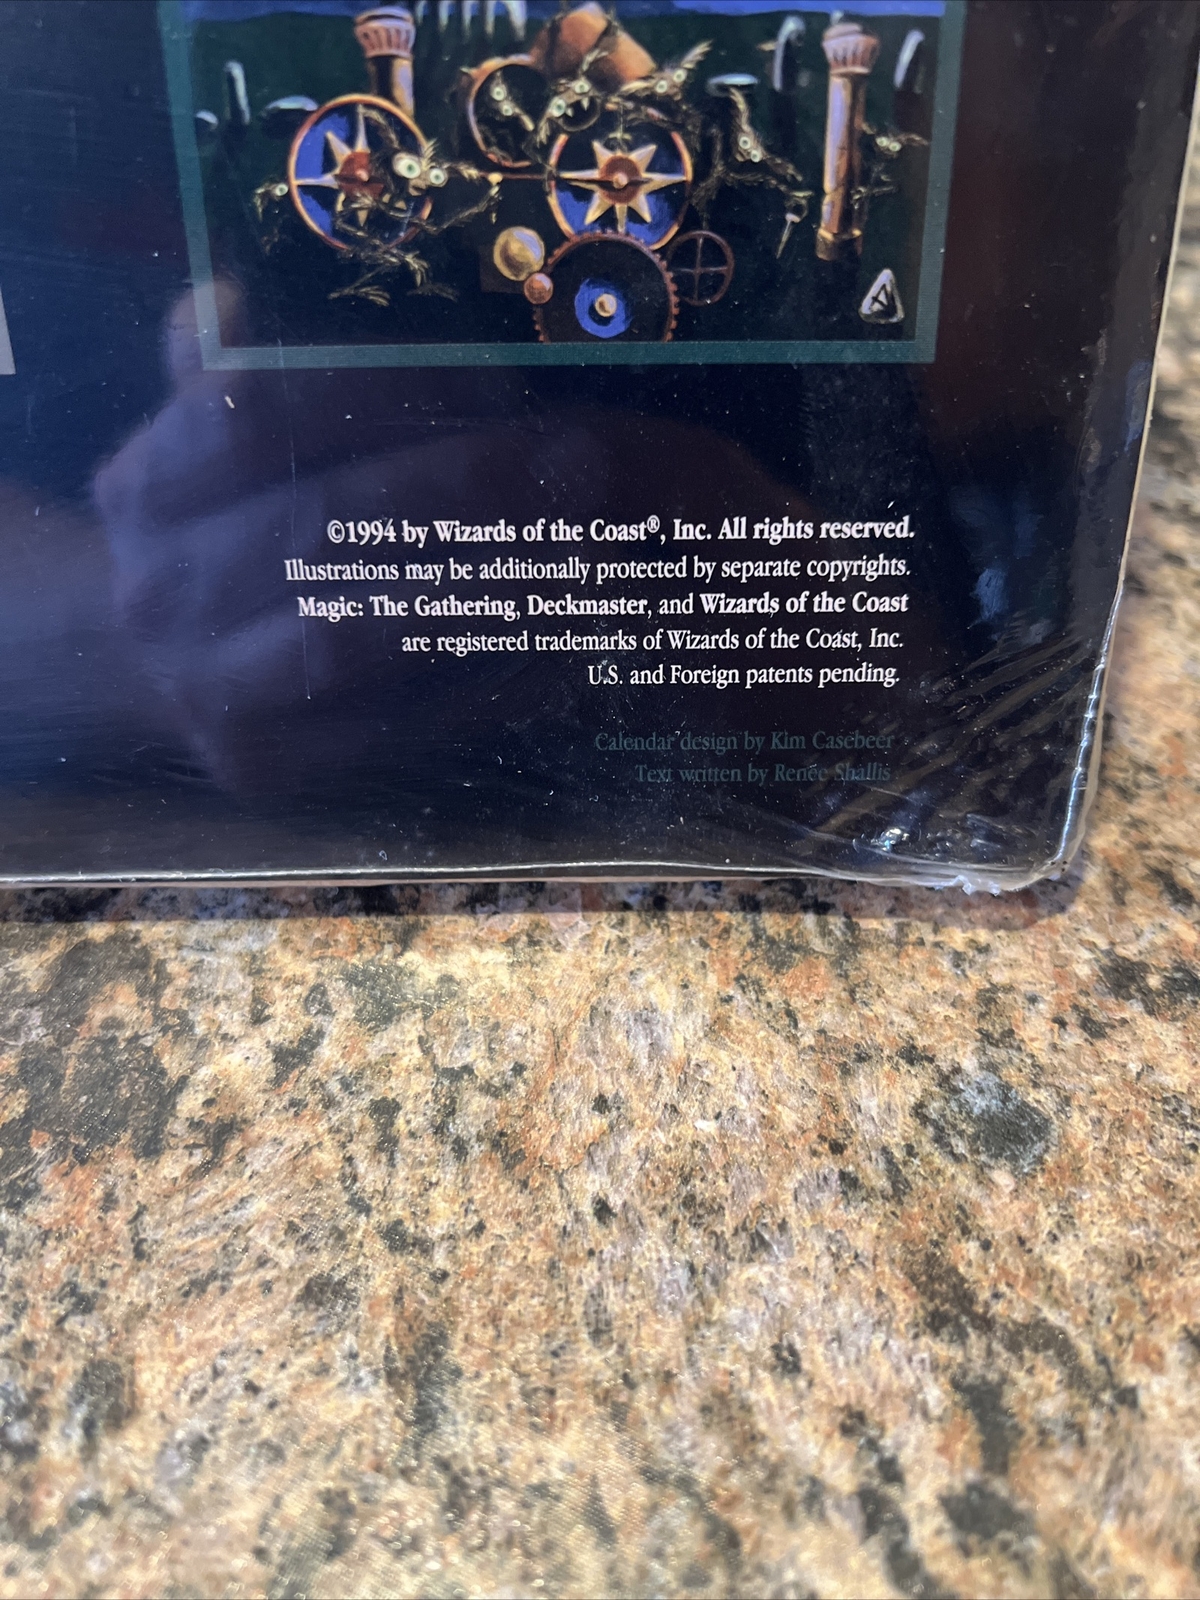 ©1994 by Wizards of the Coast®, Inc. All rights reserved.
Illustrations may be additionally protected by separate copyrights.
Magic: The Gathering, Deckmaster, and Wizards of the Coast
are registered trademarks of Wizards of the Coast, Inc.
U.S. and Foreign patents pending.
Calendar design by Kim Casebeer
Text written by Renée Shallis